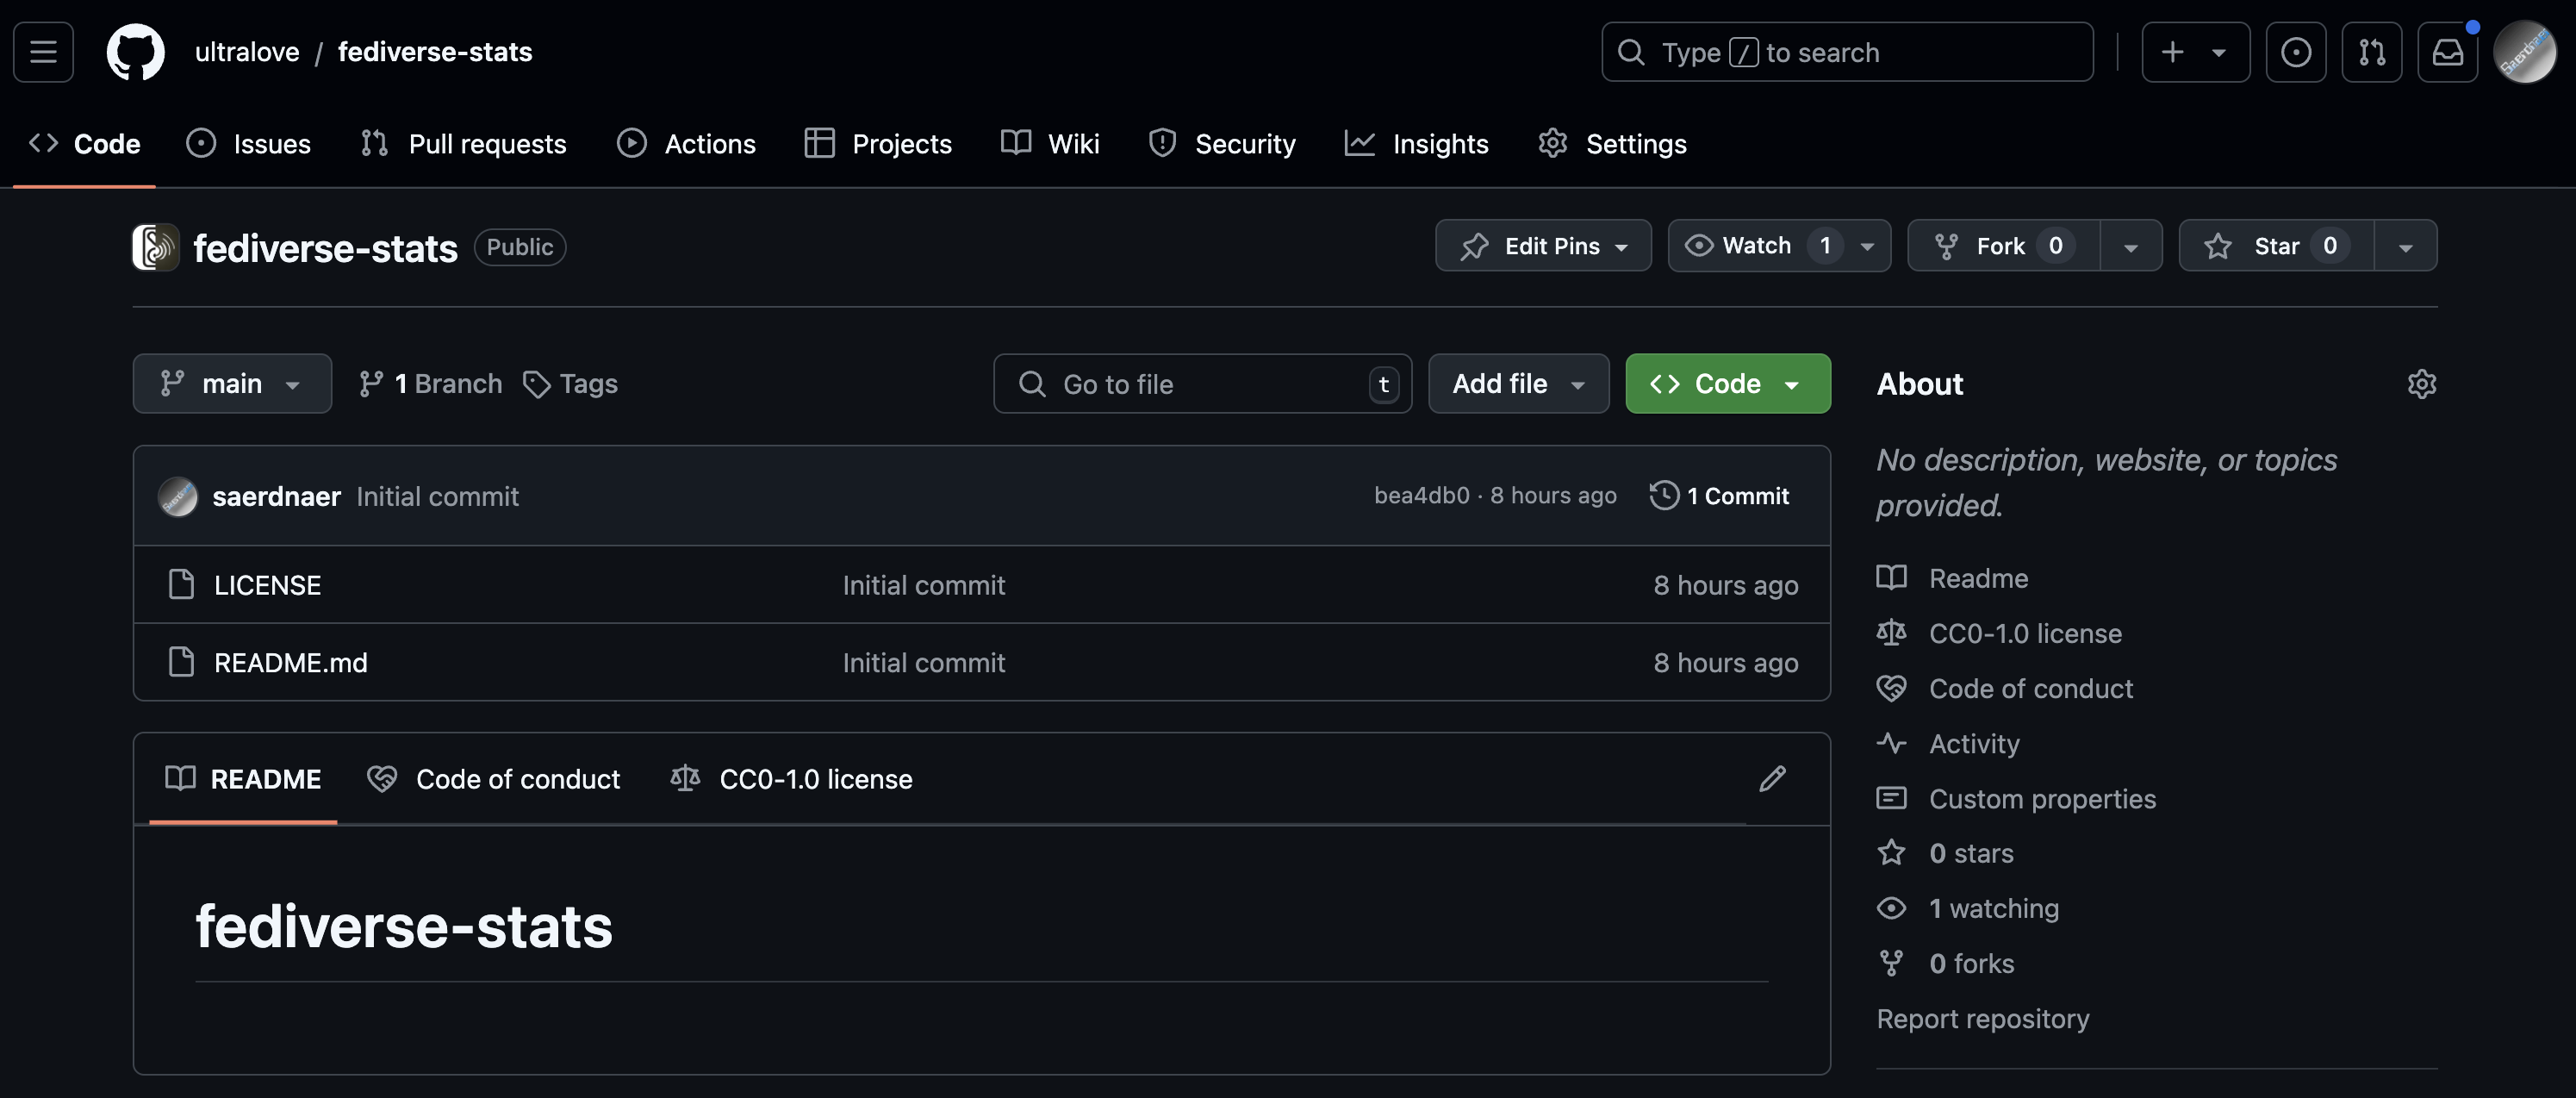 ultralove / fediverse-stats
Type / to search
Code Issues Pull requests Actions Projects Wiki Security Insights Settings
fediverse-stats Public
Edit Pins Watch 1 Fork 0 Star 0
main 1 Branch Tags
Go to file t Add file Code
About
No description, website, or topics
provided.
saerdnaer Initial commit bea4db0 · 8 hours ago 1 Commit
LICENSE Initial commit 8 hours ago
README.md Initial commit 8 hours ago
Readme
CC0-1.0 license
Code of conduct
Activity
Custom properties
0 stars
1 watching
0 forks
Report repository
README Code of conduct CC0-1.0 license
fediverse-stats